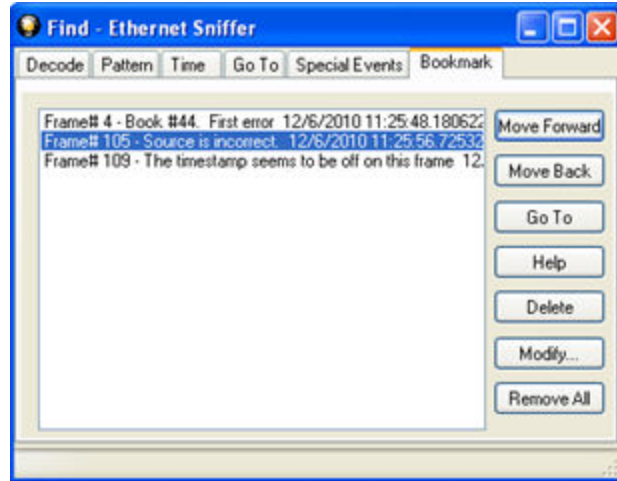 Find - Ethernet Sniffer
Decode Pattern Time Go To Special Events Bookmark
Frame# 4 - Book #44. First error 12/6/2010 11:25:48.180622
Frame# 105 - Source is incorrect. 12/6/2010 11:25:56.72532
Frame# 109 - The timestamp seems to be off on this frame 12.
Move Forward
Move Back
Go To
Help
Delete
Modify...
Remove All